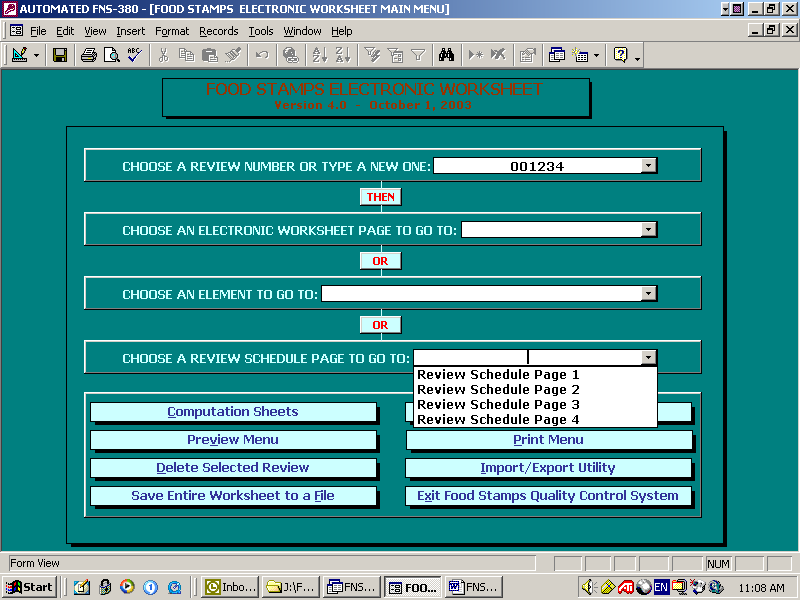 AUTOMATED FNS-380 - [FOOD STAMPS  ELECTRONIC WORKSHEET MAIN MENU]
File Edit View Insert Format Records Tools Window Help
FOOD STAMPS ELECTRONIC WORKSHEET
Version 4.0 - October 1, 2003
CHOOSE A REVIEW NUMBER OR TYPE A NEW ONE: 001234
THEN
CHOOSE AN ELECTRONIC WORKSHEET PAGE TO GO TO:
OR
CHOOSE AN ELEMENT TO GO TO:
OR
CHOOSE A REVIEW SCHEDULE PAGE TO GO TO:
Review Schedule Page 1
Review Schedule Page 2
Review Schedule Page 3
Review Schedule Page 4
Computation Sheets
Preview Menu Print Menu
Delete Selected Review Import/Export Utility
Save Entire Worksheet to a File Exit Food Stamps Quality Control System
Form View NUM
Start Inbo... J:\F... FNS... FOO... FNS... EN 11:08 AM